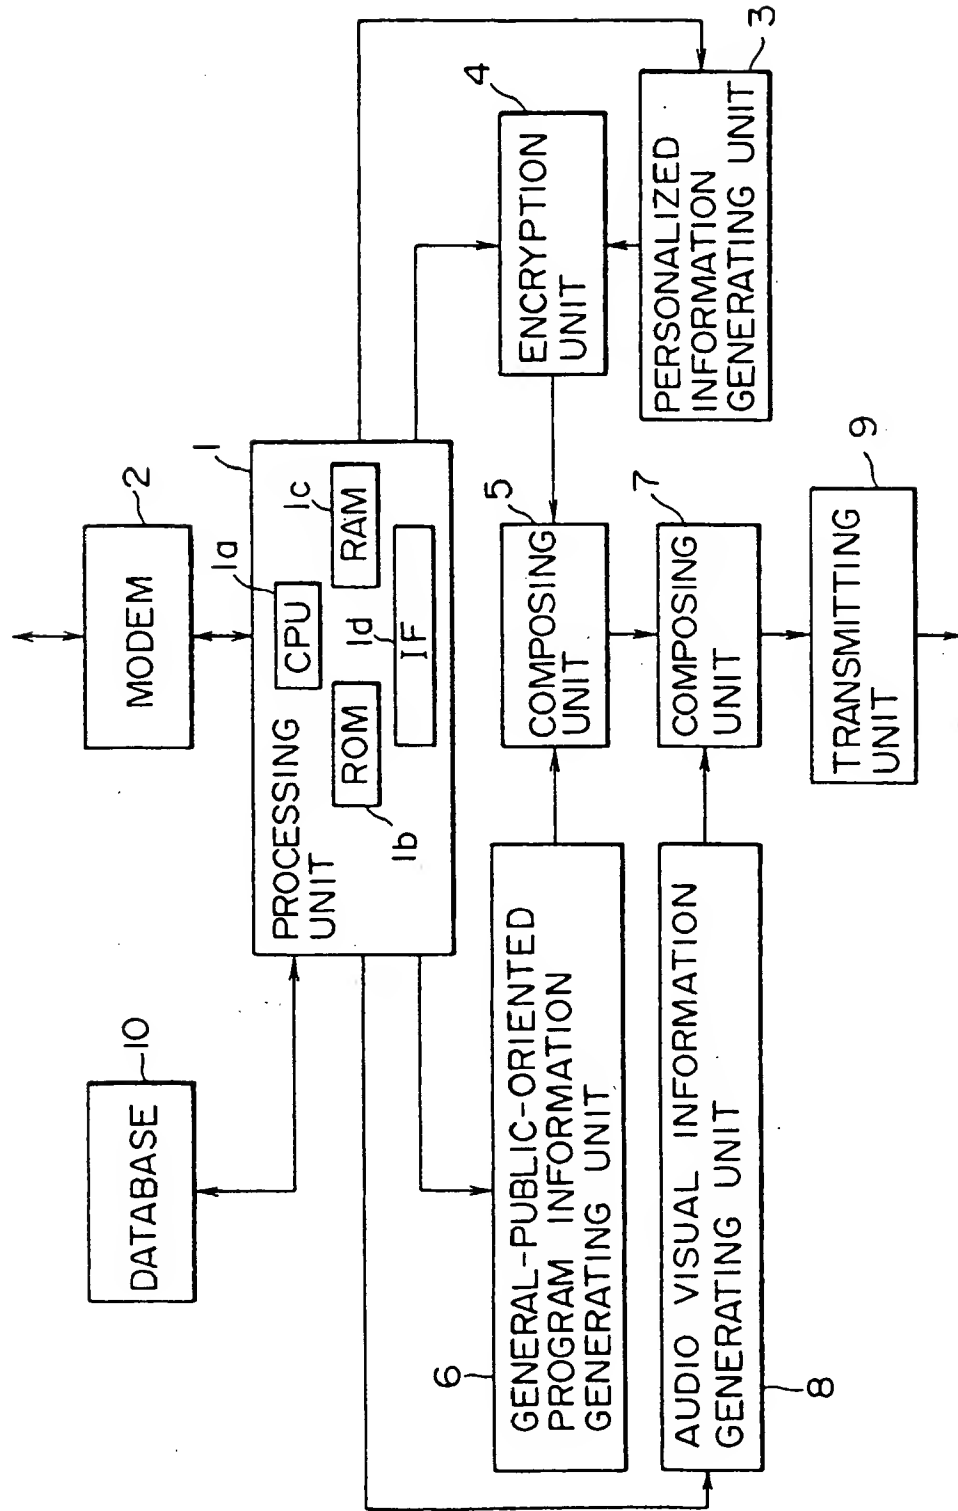 DATABASE
10
MODEM
2
PROCESSING
UNIT
1
CPU
1a
ROM
1b
RAM
1c
IF
1d
ENCRYPTION
UNIT
4
PERSONALIZED
INFORMATION
GENERATING UNIT
3
GENERAL-PUBLIC-ORIENTED
PROGRAM INFORMATION
GENERATING UNIT
6
COMPOSING
UNIT
5
AUDIO VISUAL INFORMATION
GENERATING UNIT
8
COMPOSING
UNIT
7
TRANSMITTING
UNIT
9